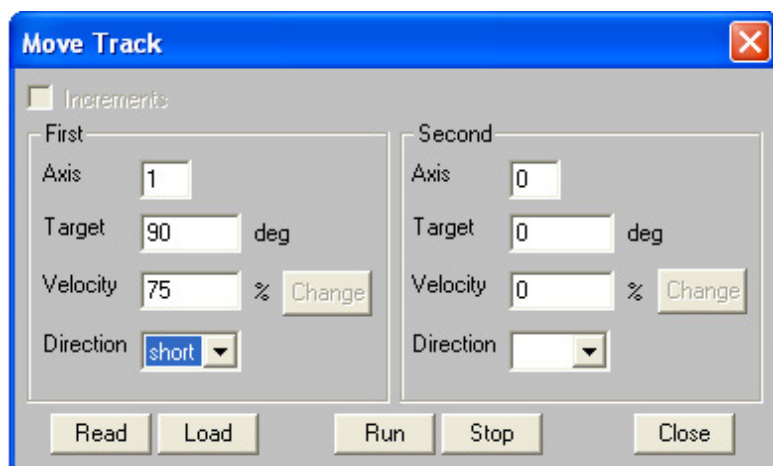 Move Track
Increments
First
Axis 1
Target 90 deg
Velocity 75 % Change
Direction short
Second
Axis 0
Target 0 deg
Velocity 0 % Change
Direction
Read Load Run Stop Close